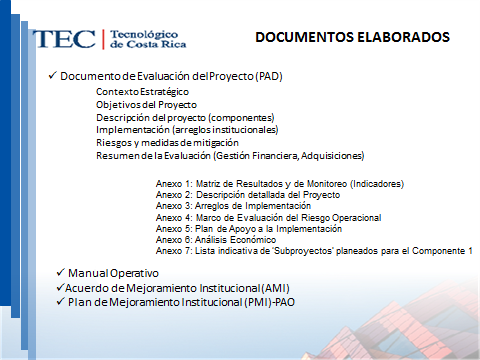 TEC | Tecnológico
de Costa Rica
DOCUMENTOS ELABORADOS
✓ Documento de Evaluación del Proyecto (PAD)
Contexto Estratégico
Objetivos del Proyecto
Descripción del proyecto (componentes)
Implementación (arreglos institucionales)
Riesgos y medidas de mitigación
Resumen de la Evaluación (Gestión Financiera, Adquisiciones)
Anexo 1: Matriz de Resultados y de Monitoreo (Indicadores)
Anexo 2: Descripción detallada del Proyecto
Anexo 3: Arreglos de Implementación
Anexo 4: Marco de Evaluación del Riesgo Operacional
Anexo 5: Plan de Apoyo a la Implementación
Anexo 6: Análisis Económico
Anexo 7: Lista indicativa de 'Subproyectos' planeados para el Componente 1
✓ Manual Operativo
✓ Acuerdo de Mejoramiento Institucional (AMI)
✓ Plan de Mejoramiento Institucional (PMI)-PAO